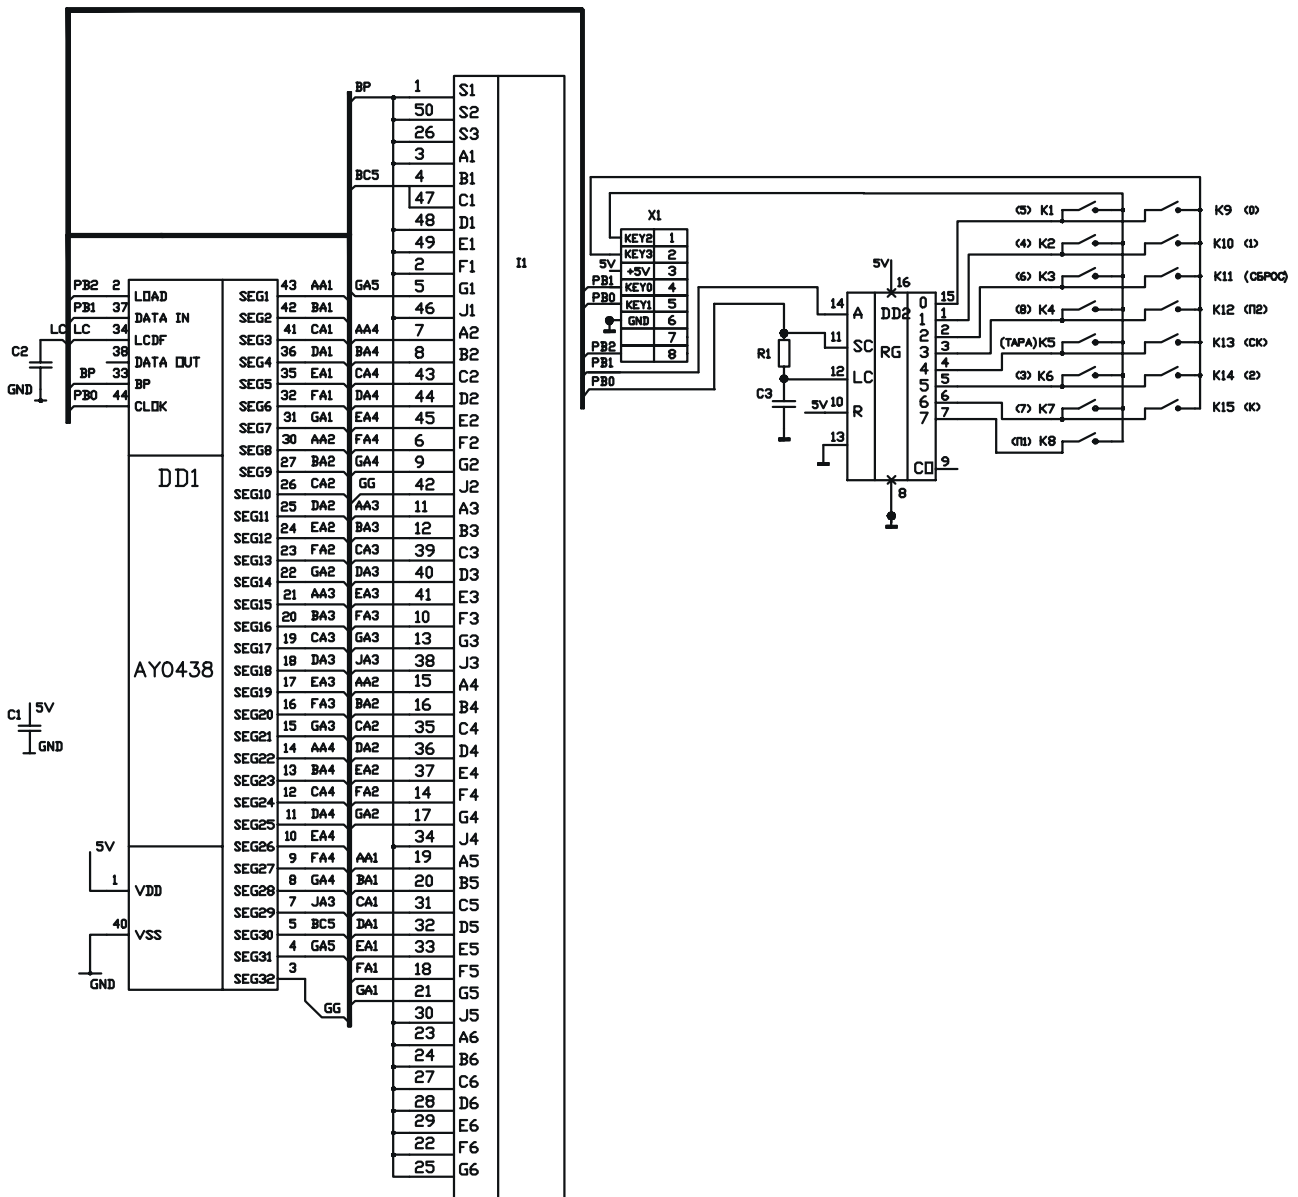 BP 1 S1
50 S2
26 S3
3 A1
BC5 4 B1
47 C1
48 D1
49 E1
2 F1
GA5 5 G1
46 J1
AA4 7 A2
BA4 8 B2
CA4 43 C2
DA4 44 D2
EA4 45 E2
FA4 6 F2
GA4 9 G2
GG 42 J2
AA3 11 A3
BA3 12 B3
CA3 39 C3
DA3 40 D3
EA3 41 E3
FA3 10 F3
GA3 13 G3
JA3 38 J3
AA2 15 A4
BA2 16 B4
CA2 35 C4
DA2 36 D4
EA2 37 E4
FA2 14 F4
GA2 17 G4
34 J4
AA1 19 A5
BA1 20 B5
CA1 31 C5
DA1 32 D5
EA1 33 E5
FA1 18 F5
GA1 21 G5
30 J5
23 A6
24 B6
27 C6
28 D6
29 E6
22 F6
25 G6
I1
PB2 2 LOAD
PB1 37 DATA IN
LC LC 34 LCDF
38 DATA OUT
BP 33 BP
PB0 44 CLOK
C2
GND
DD1
AY0438
C1 5V
GND
5V
1 VDD
40 VSS
GND
SEG1 43 AA1
SEG2 42 BA1
SEG3 41 CA1
SEG4 36 DA1
SEG5 35 EA1
SEG6 32 FA1
SEG7 31 GA1
SEG8 30 AA2
SEG9 27 BA2
SEG10 26 CA2
SEG11 25 DA2
SEG12 24 EA2
SEG13 23 FA2
SEG14 22 GA2
SEG15 21 AA3
SEG16 20 BA3
SEG17 19 CA3
SEG18 18 DA3
SEG19 17 EA3
SEG20 16 FA3
SEG21 15 GA3
SEG22 14 AA4
SEG23 13 BA4
SEG24 12 CA4
SEG25 11 DA4
SEG26 10 EA4
SEG27 9 FA4
SEG28 8 GA4
SEG29 7 JA3
SEG30 5 BC5
SEG31 4 GA5
SEG32 3
GG
X1
KEY2 1
KEY3 2
5V +5V 3
PB1 KEY0 4
PB0 KEY1 5
GND 6
7
PB2 8
PB1
PB0
R1
C3
5V
16
14 A
11 SC
12 LC
5V 10 R
13
DD2
RG
0 15
1 1
2 2
3 3
4 4
5 5
6 6
7 7
CO 9
8
(5) K1
(4) K2
(6) K3
(8) K4
(ТАРА)K5
(3) K6
(7) K7
(П1) K8
K9 (0)
K10 (1)
K11 (СБРОС)
K12 (П2)
K13 (СК)
K14 (2)
K15 (К)